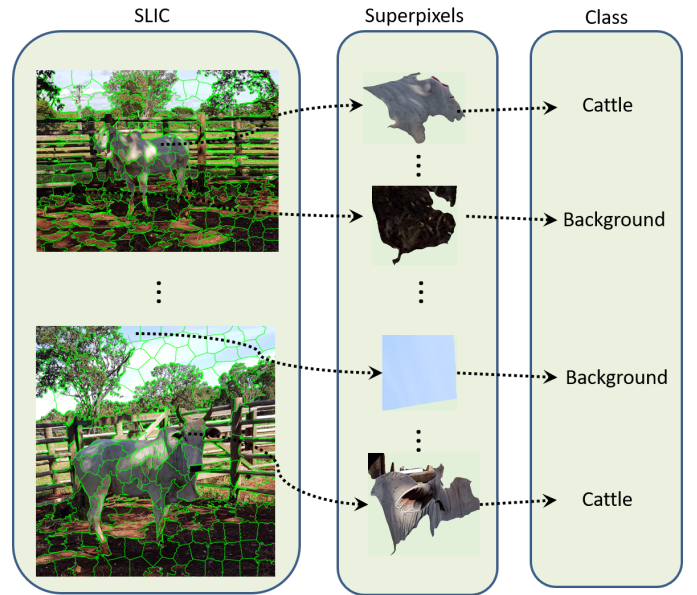 SLIC
Superpixels
Class
Cattle
Background
Background
Cattle